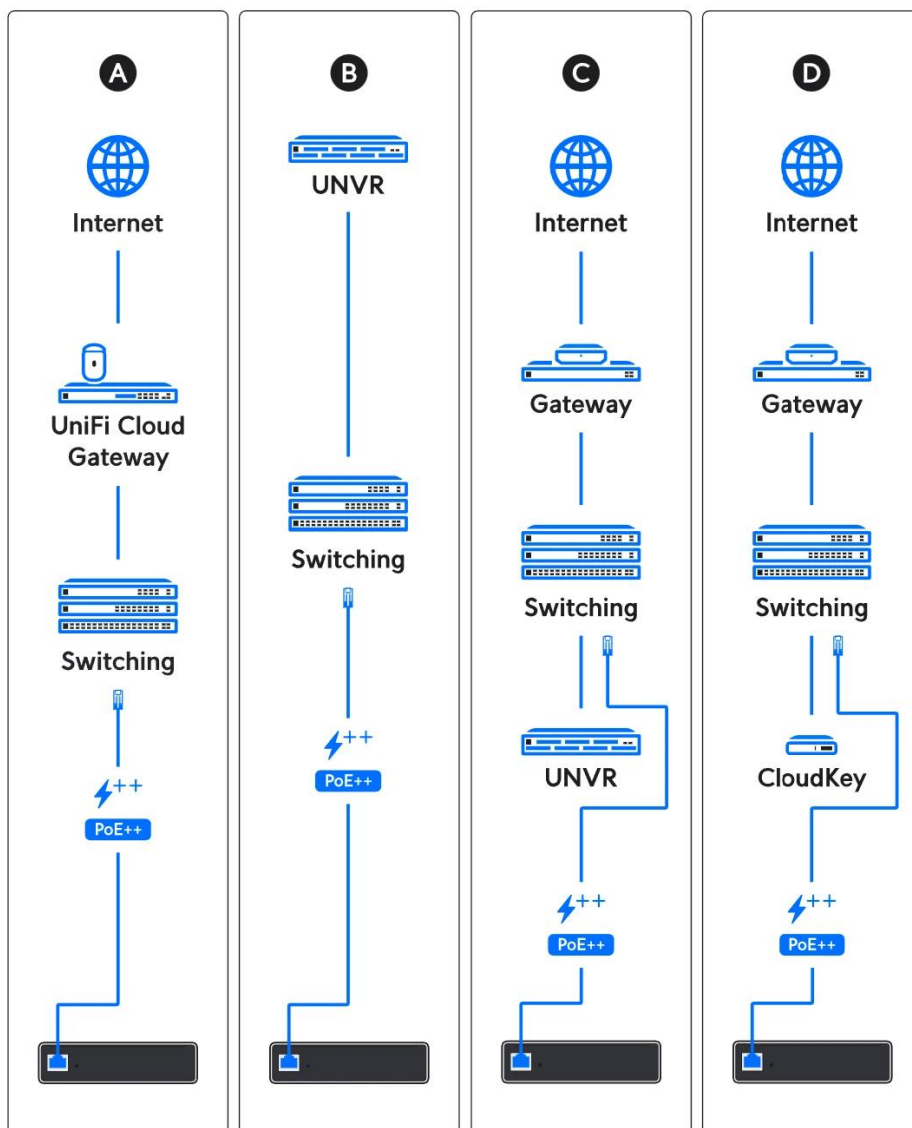 A
Internet
UniFi Cloud
Gateway
Switching
++
PoE++
B
UNVR
Switching
++
PoE++
C
Internet
Gateway
Switching
UNVR
++
PoE++
D
Internet
Gateway
Switching
CloudKey
++
PoE++